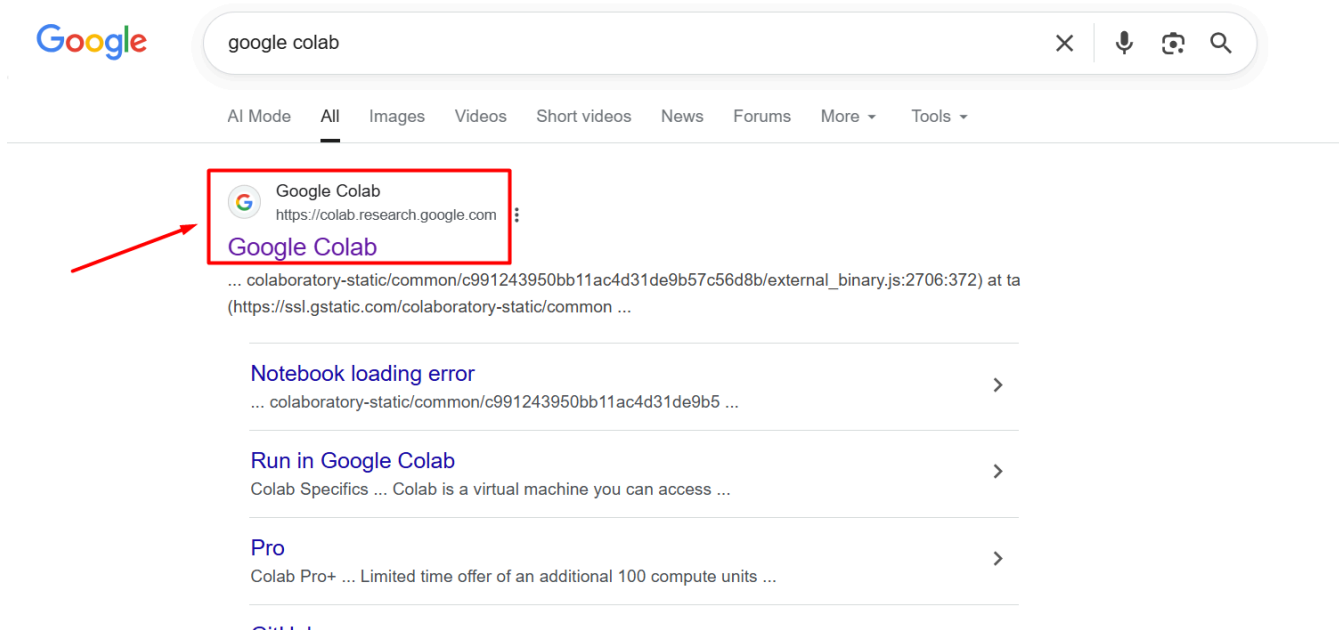 Google
google colab
AI Mode All Images Videos Short videos News Forums More Tools
Google Colab
https://colab.research.google.com
Google Colab
... colaboratory-static/common/c991243950bb11ac4d31de9b57c56d8b/external_binary.js:2706:372) at ta
(https://ssl.gstatic.com/colaboratory-static/common ...
Notebook loading error
... colaboratory-static/common/c991243950bb11ac4d31de9b5 ...
Run in Google Colab
Colab Specifics ... Colab is a virtual machine you can access ...
Pro
Colab Pro+ ... Limited time offer of an additional 100 compute units ...